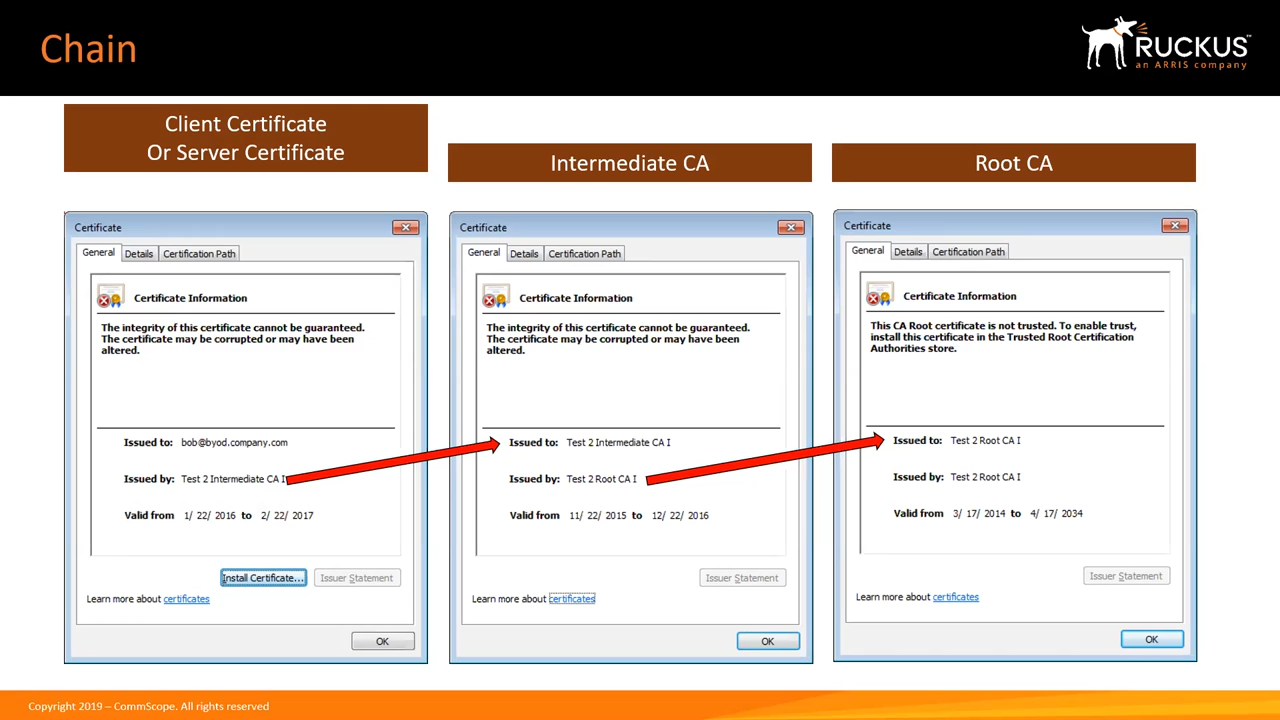 Chain
RUCKUS™
an ARRIS company
Client Certificate
Or Server Certificate
Intermediate CA
Root CA
Certificate
General Details Certification Path
Certificate Information
The integrity of this certificate cannot be guaranteed.
The certificate may be corrupted or may have been
altered.
Issued to: bob@byod.company.com
Issued by: Test 2 Intermediate CA I
Valid from 1/ 22/ 2016 to 2/ 22/ 2017
Install Certificate... Issuer Statement
Learn more about certificates
OK
Certificate
General Details Certification Path
Certificate Information
The integrity of this certificate cannot be guaranteed.
The certificate may be corrupted or may have been
altered.
Issued to: Test 2 Intermediate CA I
Issued by: Test 2 Root CA I
Valid from 11/ 22/ 2015 to 12/ 22/ 2016
Issuer Statement
Learn more about certificates
OK
Certificate
General Details Certification Path
Certificate Information
This CA Root certificate is not trusted. To enable trust,
install this certificate in the Trusted Root Certification
Authorities store.
Issued to: Test 2 Root CA I
Issued by: Test 2 Root CA I
Valid from 3/ 17/ 2014 to 4/ 17/ 2034
Issuer Statement
Learn more about certificates
OK
Copyright 2019 – CommScope. All rights reserved